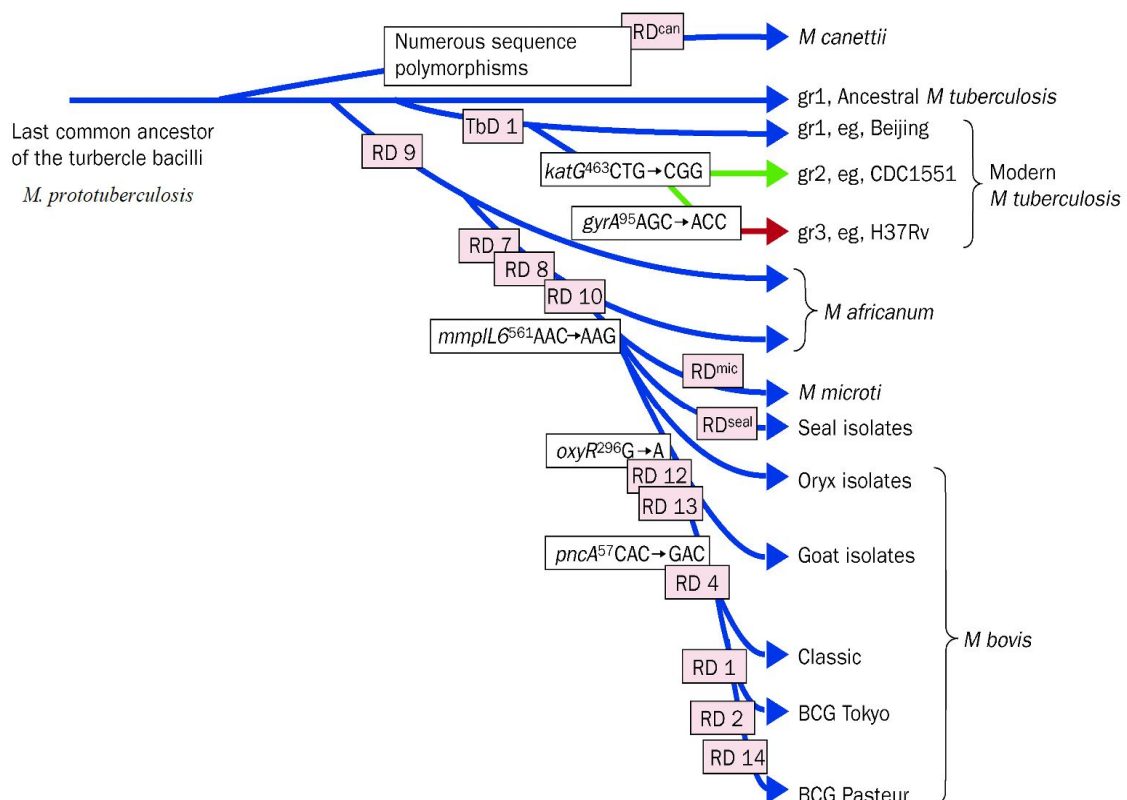 Numerous sequence
polymorphisms
RDcan
M canettii
gr1, Ancestral M tuberculosis
Last common ancestor
of the turbercle bacilli
M. prototuberculosis
TbD 1
gr1, eg, Beijing
RD 9
katG463CTG→CGG
gr2, eg, CDC1551
Modern
M tuberculosis
gyrA95AGC→ACC
gr3, eg, H37Rv
RD 7
RD 8
RD 10
M africanum
mmplL6561AAC→AAG
RDmic
M microti
RDseal
Seal isolates
oxyR296G→A
RD 12
Oryx isolates
RD 13
pncA57CAC→GAC
Goat isolates
RD 4
M bovis
Classic
RD 1
RD 2
BCG Tokyo
RD 14
BCG Pasteur